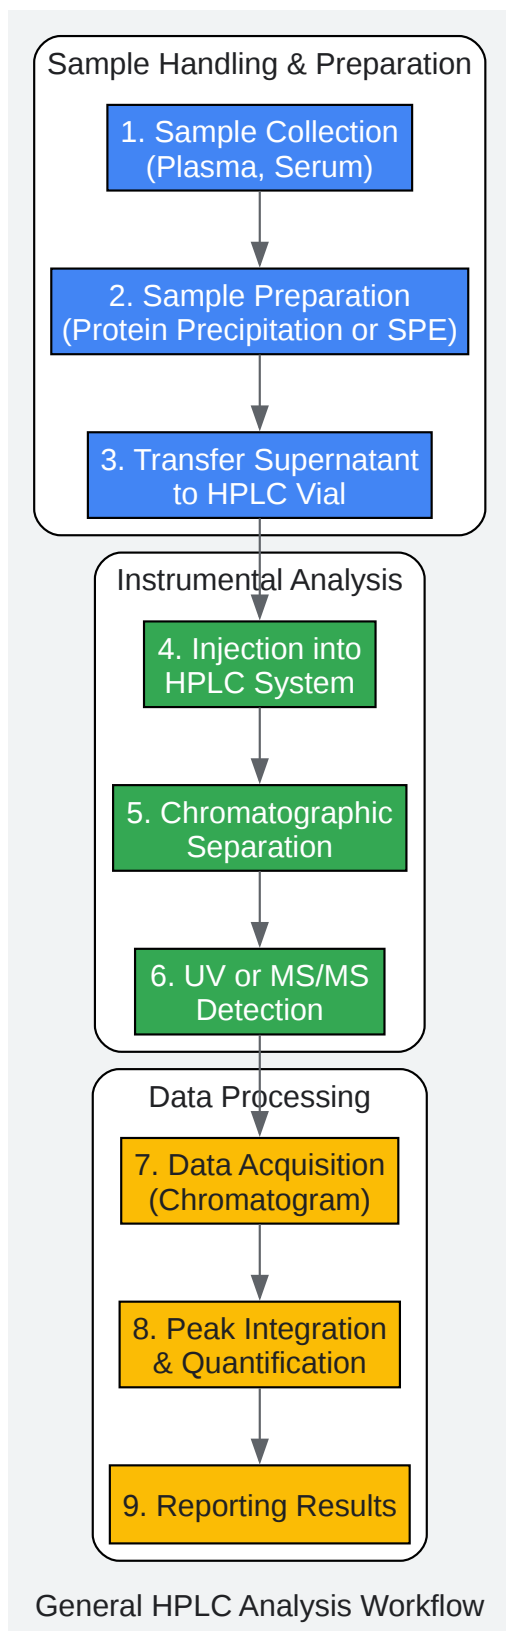 Sample Handling & Preparation
1. Sample Collection
(Plasma, Serum)
2. Sample Preparation
(Protein Precipitation or SPE)
3. Transfer Supernatant
to HPLC Vial
Instrumental Analysis
4. Injection into
HPLC System
5. Chromatographic
Separation
6. UV or MS/MS
Detection
Data Processing
7. Data Acquisition
(Chromatogram)
8. Peak Integration
& Quantification
9. Reporting Results
General HPLC Analysis Workflow